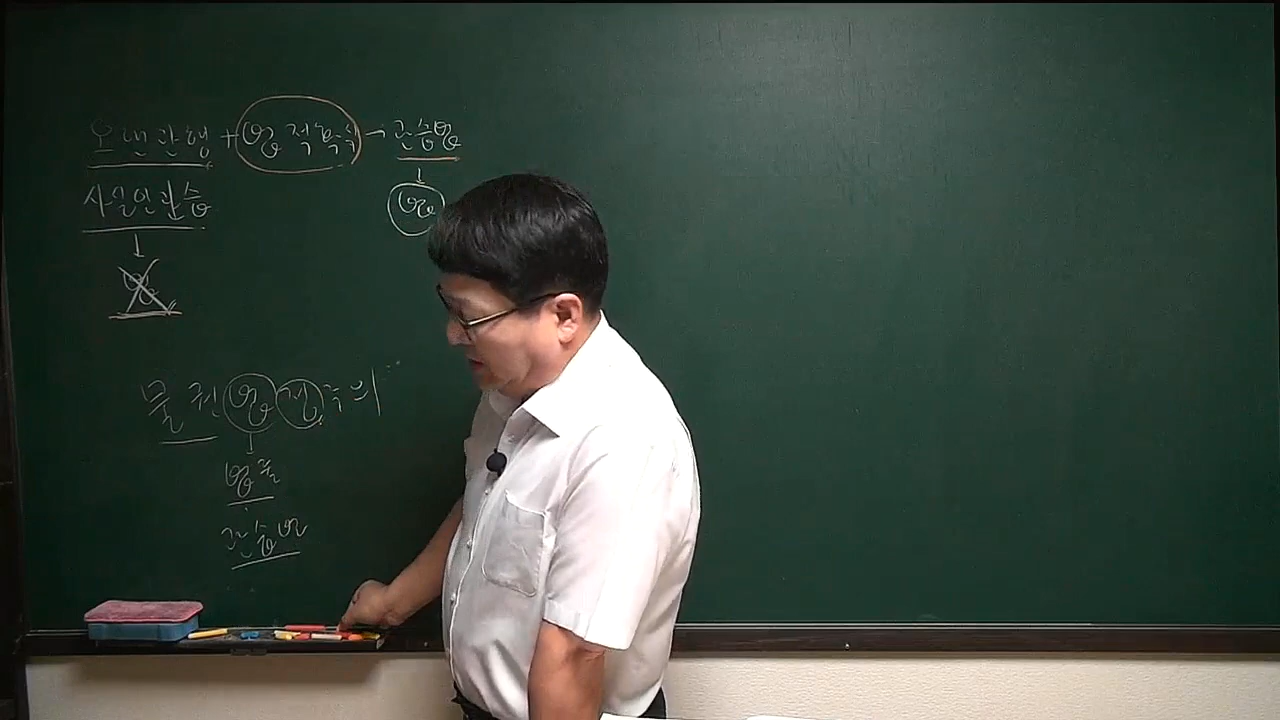 오랜관행 + 법적확신 → 관습법
↓
사실인관습
법
↓
법
물권법정주의
↓
법률
관습법